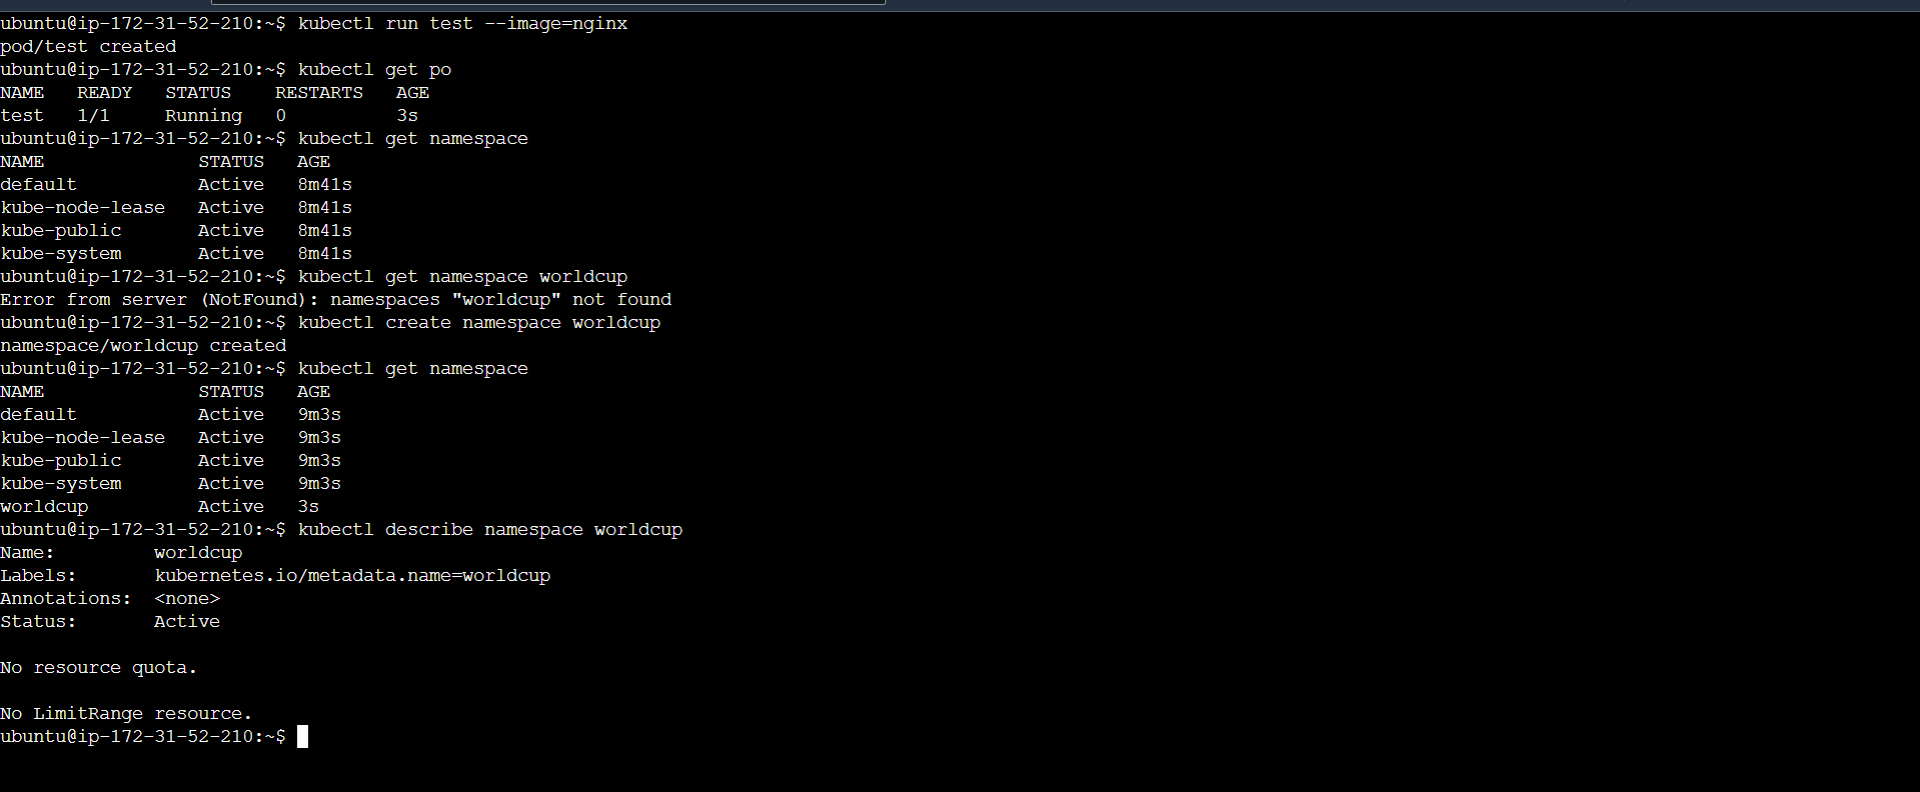 ubuntu@ip-172-31-52-210:~$ kubectl run test --image=nginx
pod/test created
ubuntu@ip-172-31-52-210:~$ kubectl get po
NAME   READY   STATUS    RESTARTS   AGE
test   1/1     Running   0          3s
ubuntu@ip-172-31-52-210:~$ kubectl get namespace
NAME              STATUS   AGE
default           Active   8m41s
kube-node-lease   Active   8m41s
kube-public       Active   8m41s
kube-system       Active   8m41s
ubuntu@ip-172-31-52-210:~$ kubectl get namespace worldcup
Error from server (NotFound): namespaces "worldcup" not found
ubuntu@ip-172-31-52-210:~$ kubectl create namespace worldcup
namespace/worldcup created
ubuntu@ip-172-31-52-210:~$ kubectl get namespace
NAME              STATUS   AGE
default           Active   9m3s
kube-node-lease   Active   9m3s
kube-public       Active   9m3s
kube-system       Active   9m3s
worldcup          Active   3s
ubuntu@ip-172-31-52-210:~$ kubectl describe namespace worldcup
Name:         worldcup
Labels:       kubernetes.io/metadata.name=worldcup
Annotations:  <none>
Status:       Active

No resource quota.

No LimitRange resource.
ubuntu@ip-172-31-52-210:~$